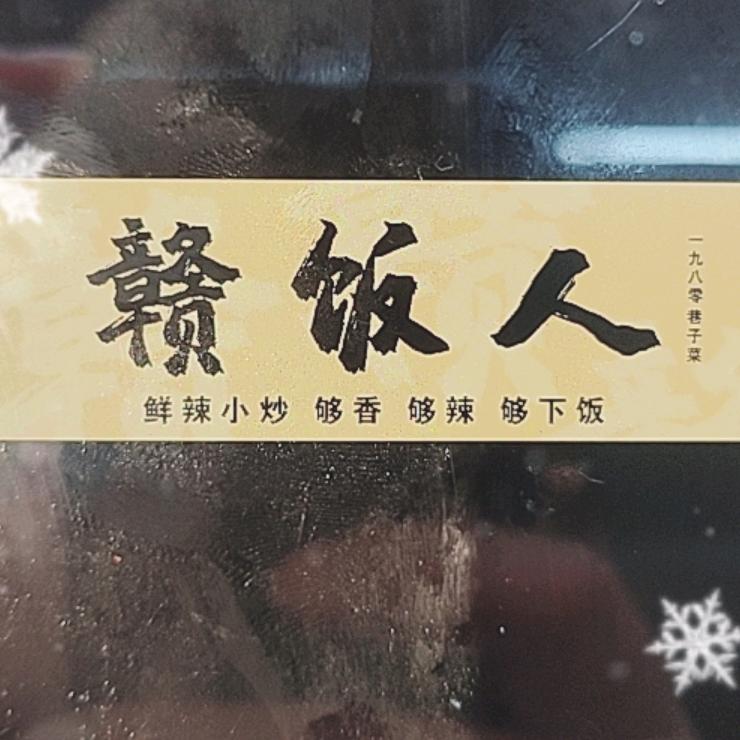 赣饭人
一九八零巷子菜
鲜辣小炒 够香 够辣 够下饭